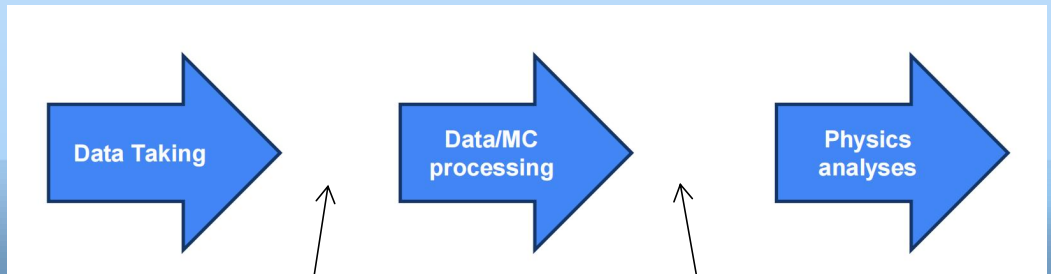 Data Taking
Data/MC
processing
Physics
analyses